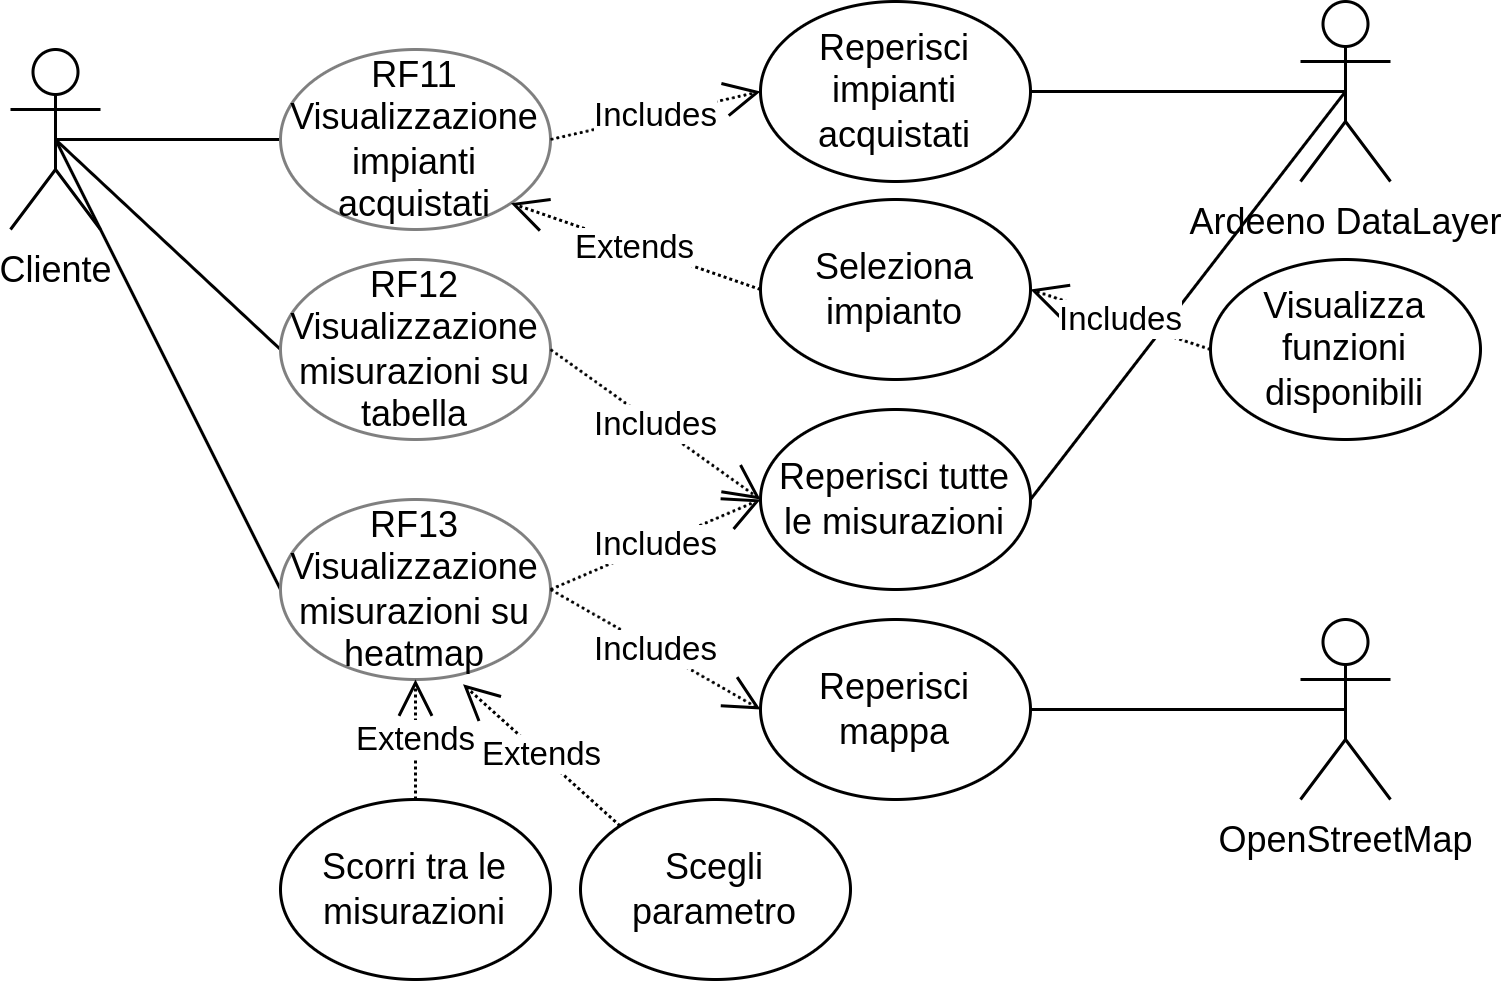 Cliente
RF11
Visualizzazione
impianti
acquistati
Includes
Reperisci
impianti
acquistati
Ardeeno DataLayer
Extends
Seleziona
impianto
Includes
Visualizza
funzioni
disponibili
RF12
Visualizzazione
misurazioni su
tabella
Includes
Reperisci tutte
le misurazioni
RF13
Visualizzazione
misurazioni su
heatmap
Includes
Includes
Reperisci
mappa
OpenStreetMap
Extends
Extends
Scorri tra le
misurazioni
Scegli
parametro